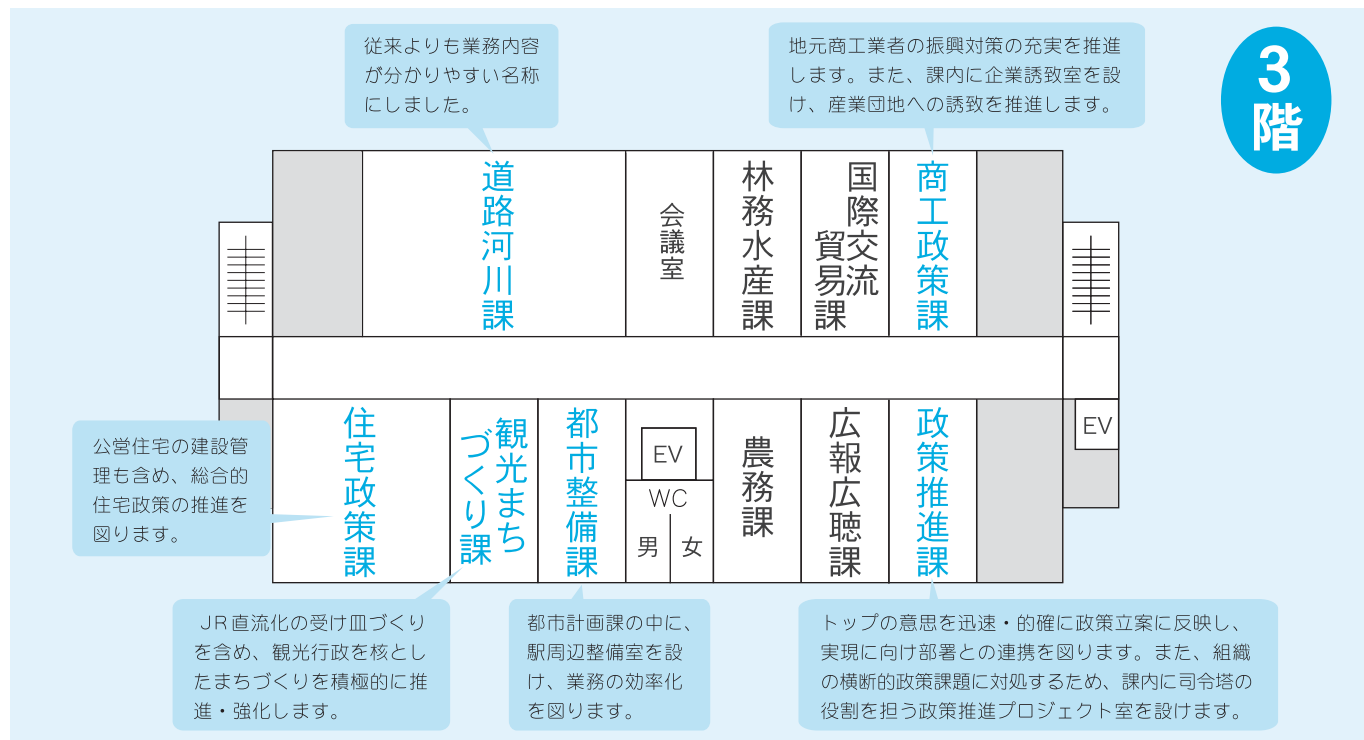 従来よりも業務内容
が分かりやすい名称
にしました。
地元商工業者の振興対策の充実を推進
します。また、課内に企業誘致室を設
け、産業団地への誘致を推進します。
3
階
道路河川課
会議室
林務水産課
国際交流
貿易課
商工政策課
住宅政策課
観光まち
づくり課
都市整備課
EV
WC
男
女
農務課
広報広聴課
政策推進課
EV
公営住宅の建設管
理も含め、総合的
住宅政策の推進を
図ります。
JR直流化の受け皿づくり
を含め、観光行政を核とし
たまちづくりを積極的に推
進・強化します。
都市計画課の中に、
駅周辺整備室を設
け、業務の効率化
を図ります。
トップの意思を迅速・的確に政策立案に反映し、
実現に向け部署との連携を図ります。また、組織
の横断的政策課題に対処するため、課内に司令塔の
役割を担う政策推進プロジェクト室を設けます。